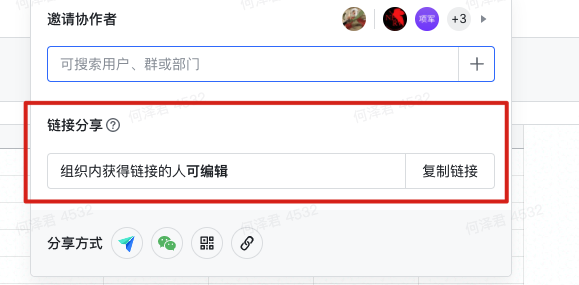 何泽君 4532
邀请协作者
项军
+3
可搜索用户、群或部门
何泽君 4532
何泽君 4532
链接分享
组织内获得链接的人可编辑
复制链接
何泽君 4532
何泽君 4532
分享方式